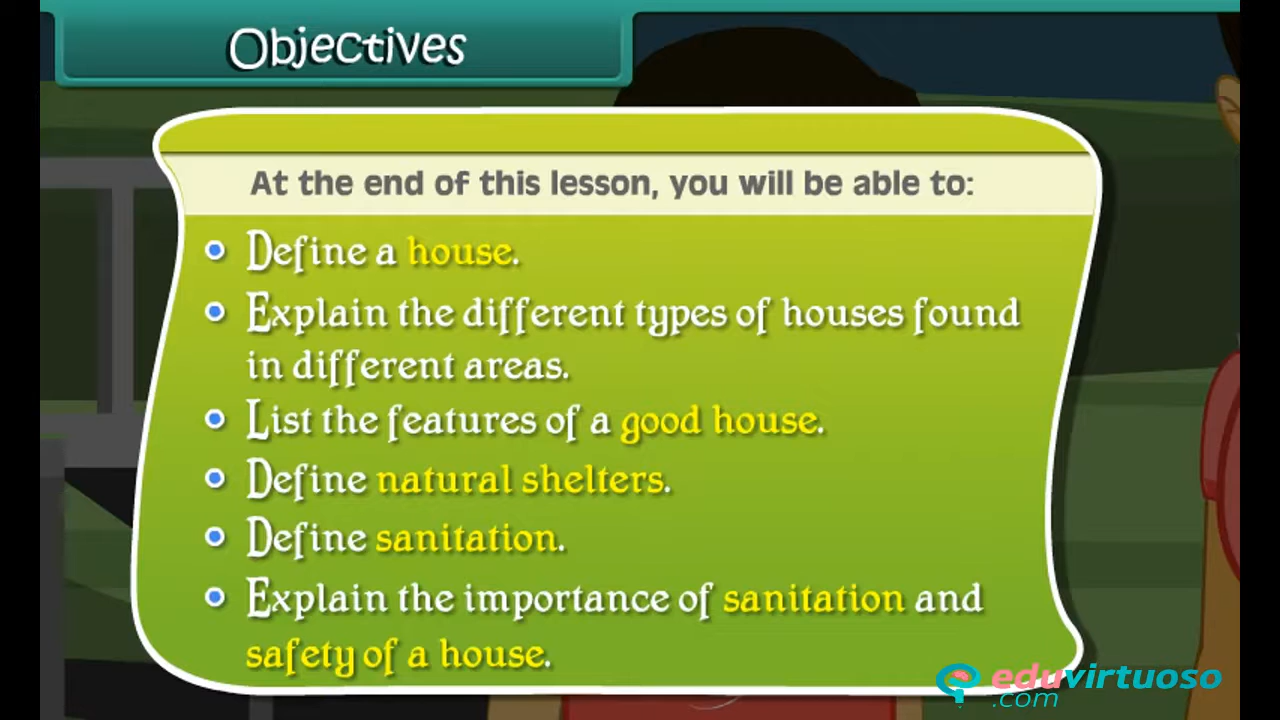 Objectives
At the end of this lesson, you will be able to:
Define a house.
Explain the different types of houses found
in different areas.
List the features of a good house.
Define natural shelters.
Define sanitation.
Explain the importance of sanitation and
safety of a house.
eduvirtuoso
.com